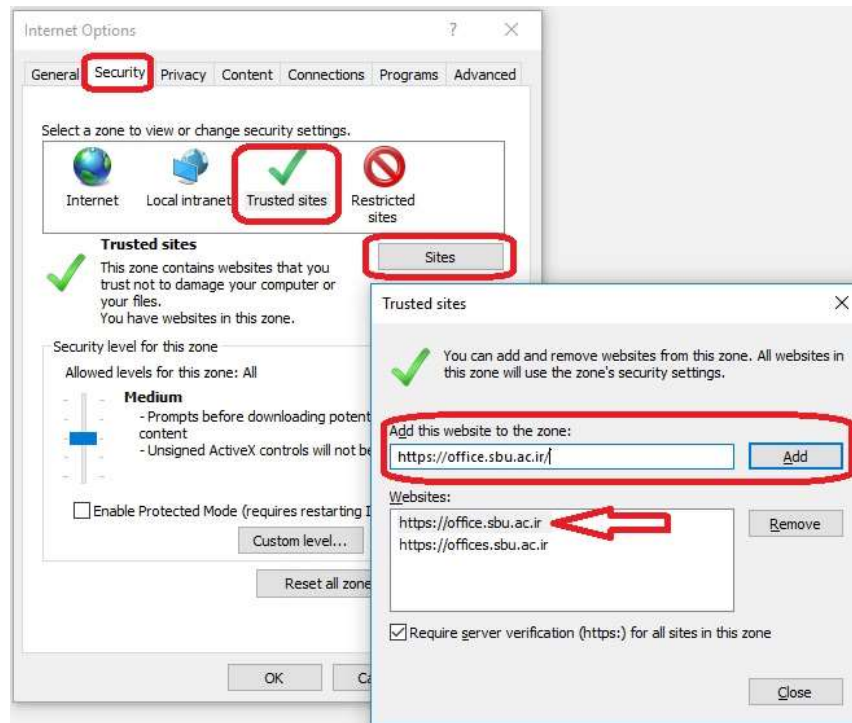 Internet Options
General Security Privacy Content Connections Programs Advanced
Select a zone to view or change security settings.
Internet Local intranet Trusted sites Restricted sites
Trusted sites
Sites
This zone contains websites that you
trust not to damage your computer or
your files.
You have websites in this zone.
Security level for this zone
Allowed levels for this zone: All
Medium
- Prompts before downloading potent
content
- Unsigned ActiveX controls will not be
Enable Protected Mode (requires restarting I
Custom level...
Reset all zone
OK Ca
Trusted sites
You can add and remove websites from this zone. All websites in
this zone will use the zone's security settings.
Add this website to the zone:
https://office.sbu.ac.ir/ Add
Websites:
https://office.sbu.ac.ir Remove
https://offices.sbu.ac.ir
Require server verification (https:) for all sites in this zone
Close